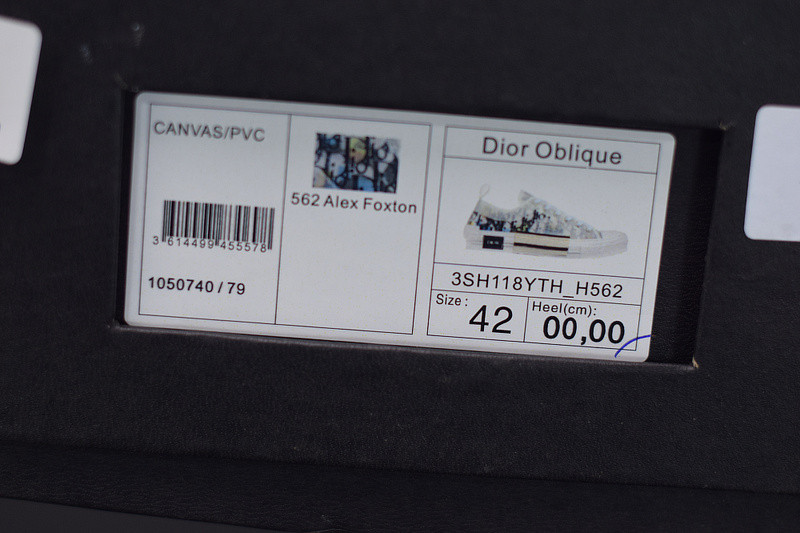 CANVAS/PVC
3 614499 455578
1050740 / 79
562 Alex Foxton
Dior Oblique
3SH118YTH_H562
Size :
42
Heel(cm):
00,00